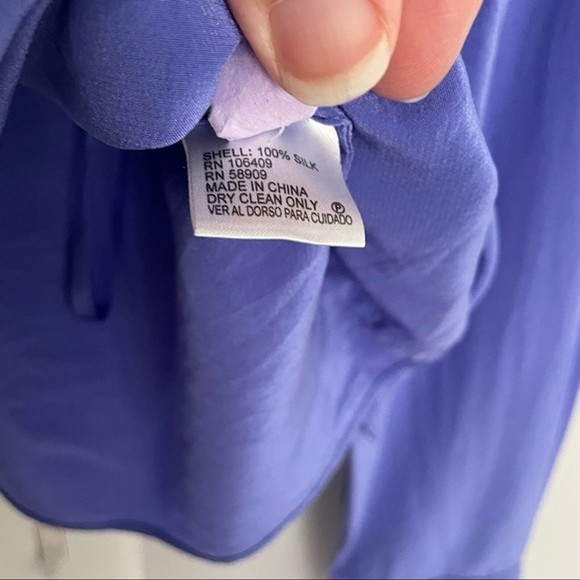 SHELL: 100% SILK
RN 106409
RN 58909
MADE IN CHINA
DRY CLEAN ONLY Ⓟ
VER AL DORSO PARA CUIDADO